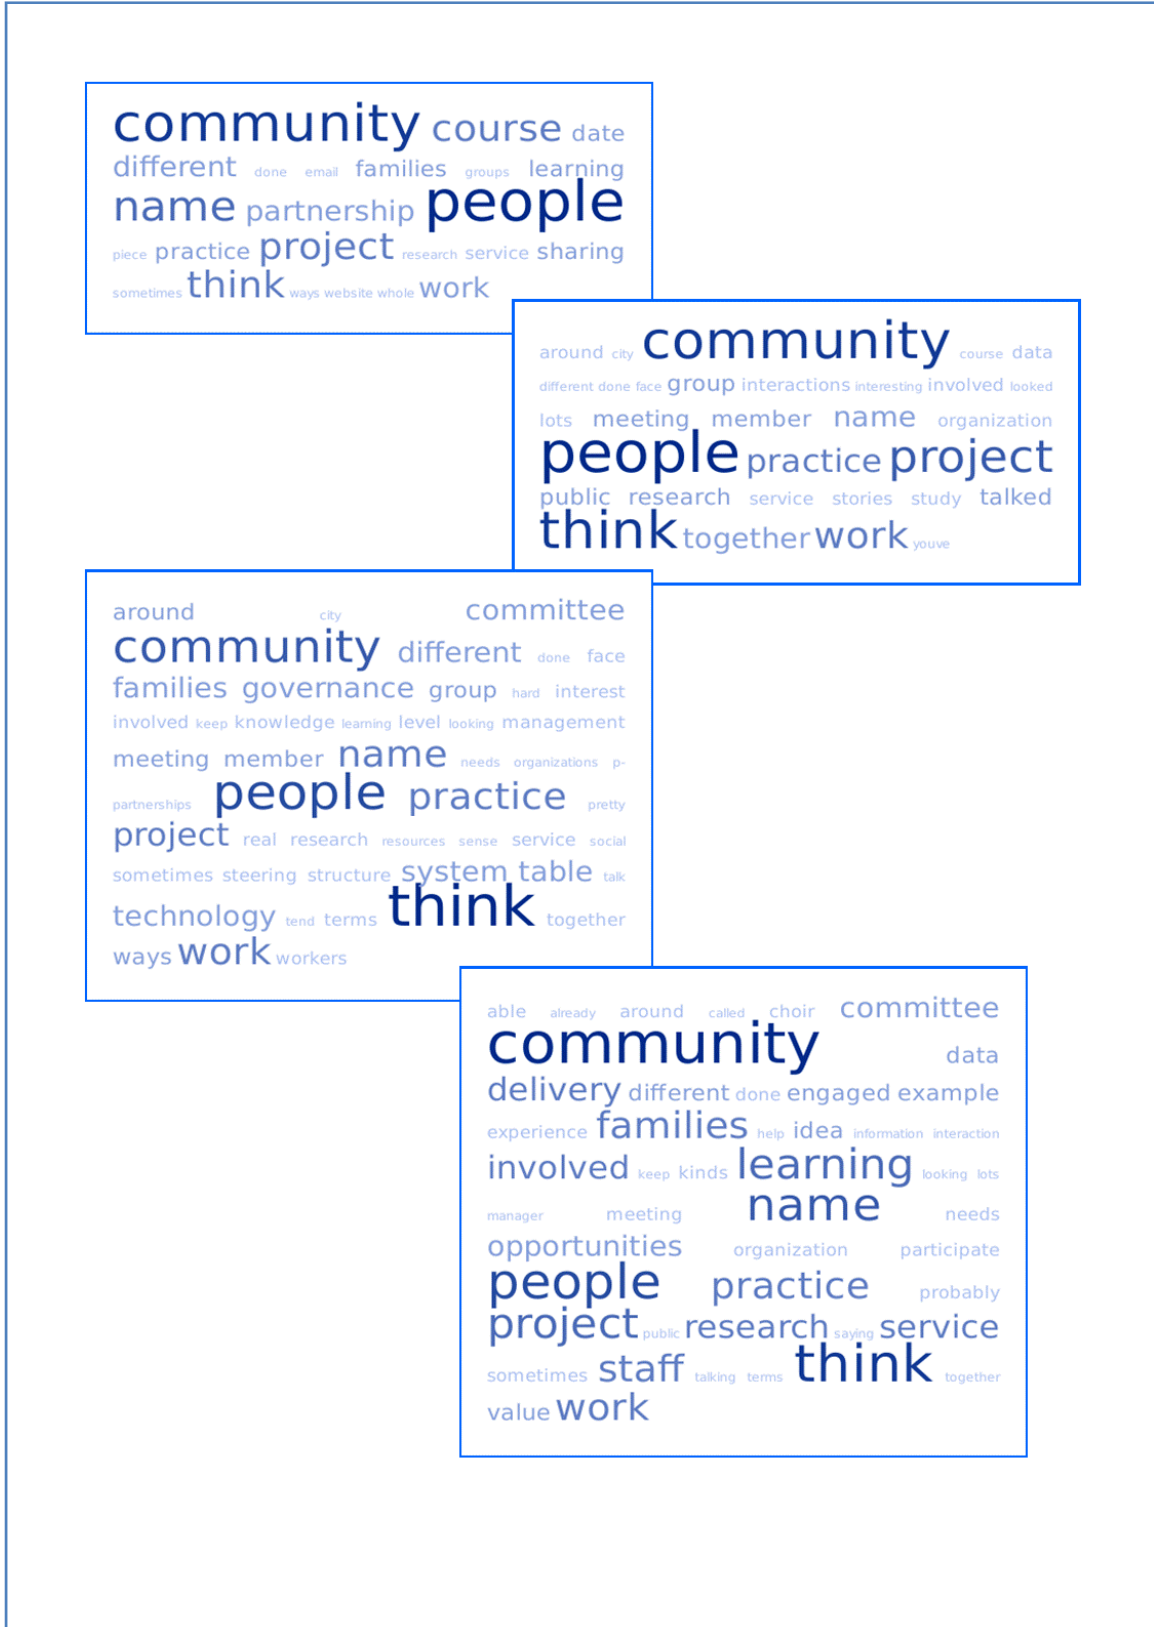 community course date
different done email families groups learning
name partnership people
piece practice project research service sharing
sometimes think ways website whole work
around city community course data
different done face group interactions interesting involved looked
lots meeting member name organization
people practice project
public research service stories study talked
think together work youve
around city committee
community different done face
families governance group hard interest
involved keep knowledge learning level looking management
meeting member name needs organizations p-
partnerships people practice pretty
project real research resources sense service social
sometimes steering structure system table talk
technology tend terms think together
ways work workers
able already around called choir committee
community data
delivery different done engaged example
experience families help idea information interaction
involved keep kinds learning looking lots
manager meeting name needs
opportunities organization participate
people practice probably
project public research saying service
sometimes staff talking terms think together
value work